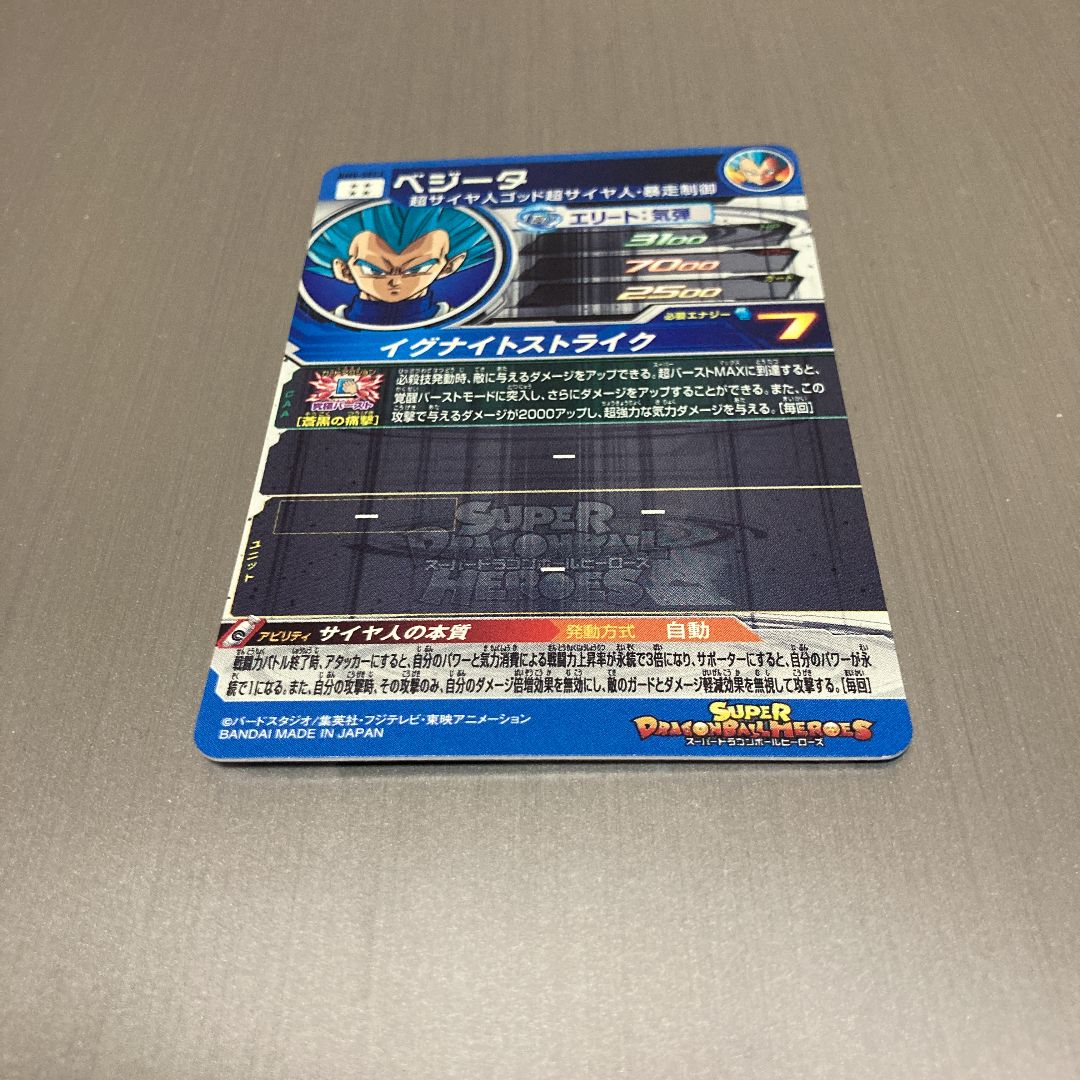 ベジータ
超サイヤ人ゴッド超サイヤ人・暴走制御
エリート:気弾
3100
7000
ガード
2500
必要エナジー 7
イグナイトストライク
CAA
究極バースト
[蒼黒の痛撃]
必殺技発動時、敵に与えるダメージをアップできる。超バーストMAXに到達すると、
覚醒バーストモードに突入し、さらにダメージをアップすることができる。また、この
攻撃で与えるダメージが2000アップし、超強力な気力ダメージを与える。[毎回]
ー
ユニット
ー ー
ー
SUPER
DRAGONBALL
スーパードラゴンボールヒーローズ
HEROES
アビリティ サイヤ人の本質 発動方式 自動
戦闘力バトル終了時、アタッカーにすると、自分のパワーと気力消費による戦闘力上昇率が永続で3倍になり、サポーターにすると、自分のパワーが永
続で1になる。また、自分の攻撃時、その攻撃のみ、自分のダメージ倍増効果を無効にし、敵のガードとダメージ軽減効果を無視して攻撃する。[毎回]
©バードスタジオ/集英社・フジテレビ・東映アニメーション
BANDAI MADE IN JAPAN
SUPER
DRAGONBALL HEROES
スーパードラゴンボールヒーローズ